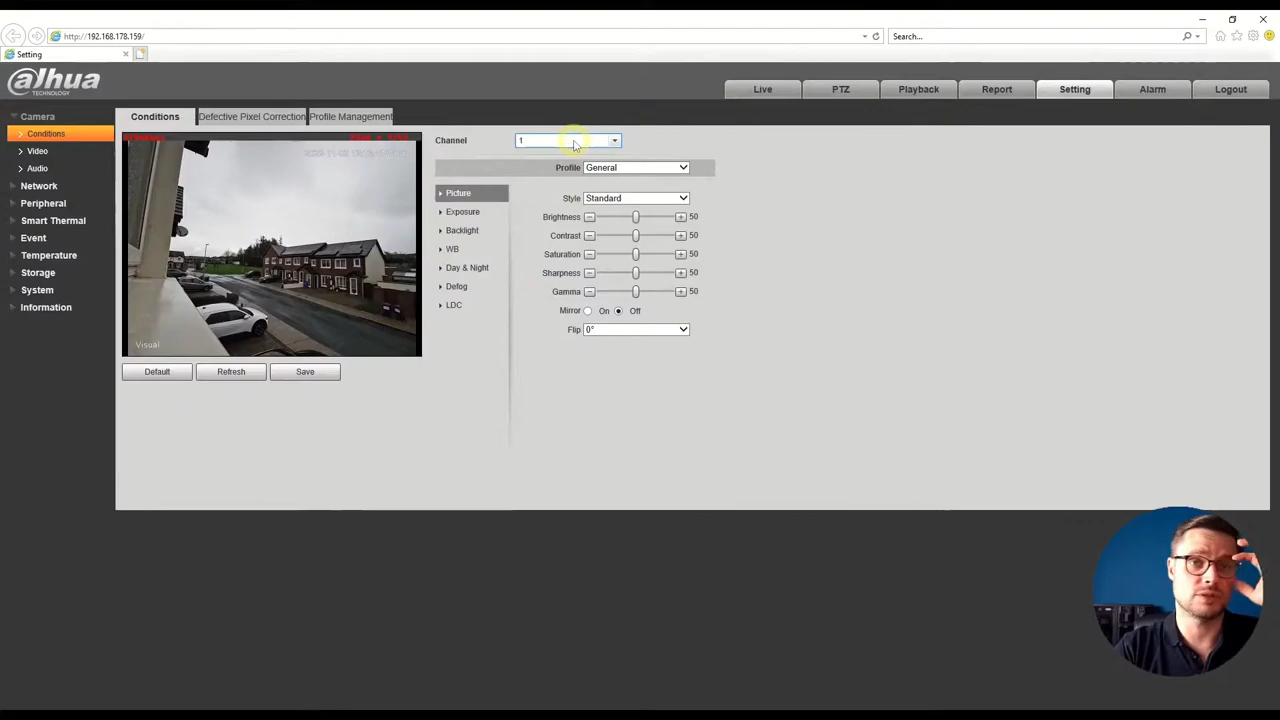 http://192.168.178.159/
Search...
Setting
alhua
TECHNOLOGY
Live
PTZ
Playback
Report
Setting
Alarm
Logout
Camera
Conditions
Video
Audio
Network
Peripheral
Smart Thermal
Event
Temperature
Storage
System
Information
Conditions
Defective Pixel Correction
Profile Management
Visual
Default
Refresh
Save
Channel
1
Profile
General
Picture
Exposure
Backlight
WB
Day & Night
Defog
LDC
Style
Standard
Brightness
50
Contrast
50
Saturation
50
Sharpness
50
Gamma
50
Mirror
On
Off
Flip
0°